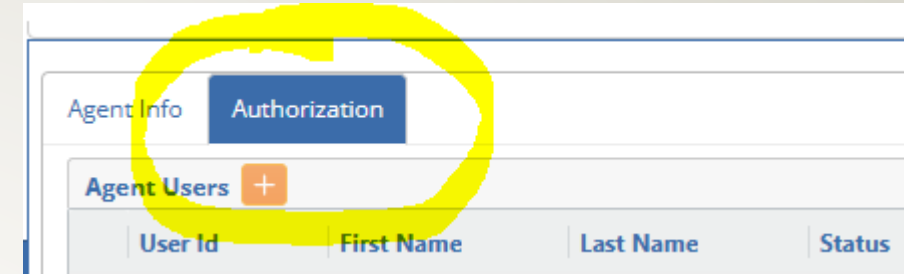 Agent Info Authorization
Agent Users +
User Id First Name Last Name Status